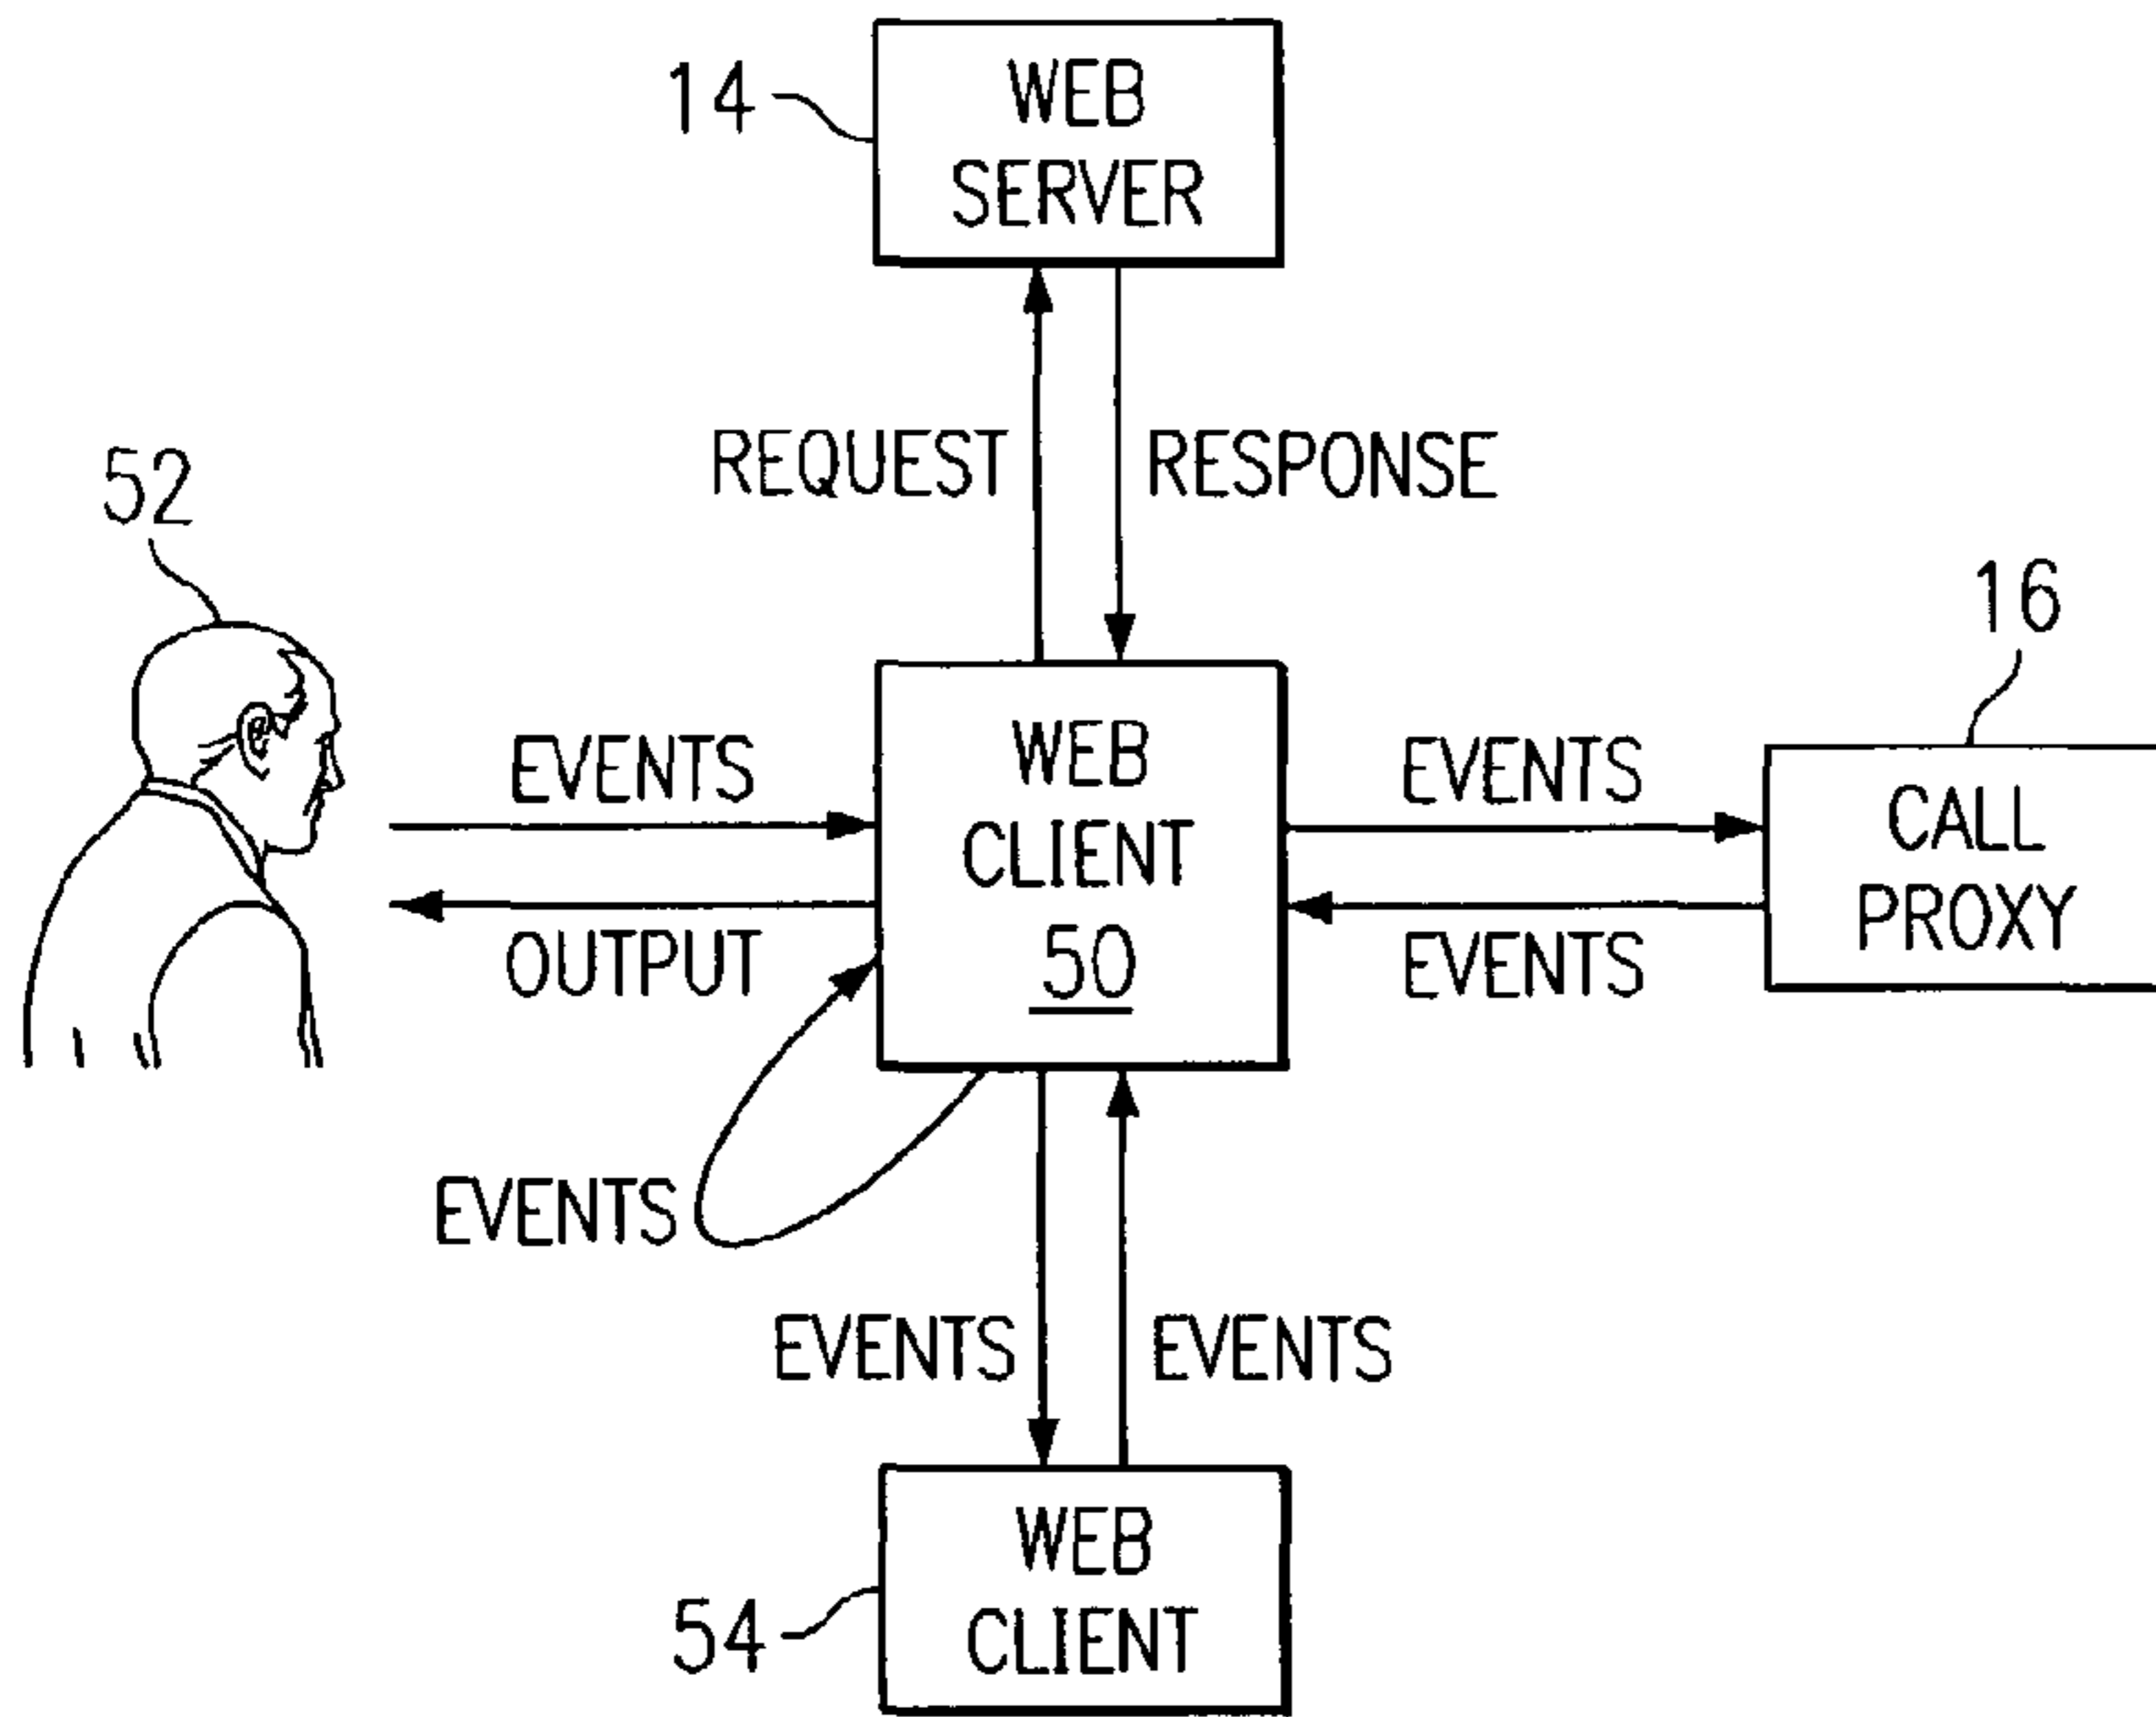 14
WEB
SERVER
REQUEST
RESPONSE
52
16
EVENTS
WEB
CLIENT
50
EVENTS
CALL
PROXY
OUTPUT
EVENTS
EVENTS
EVENTS
EVENTS
54
WEB
CLIENT